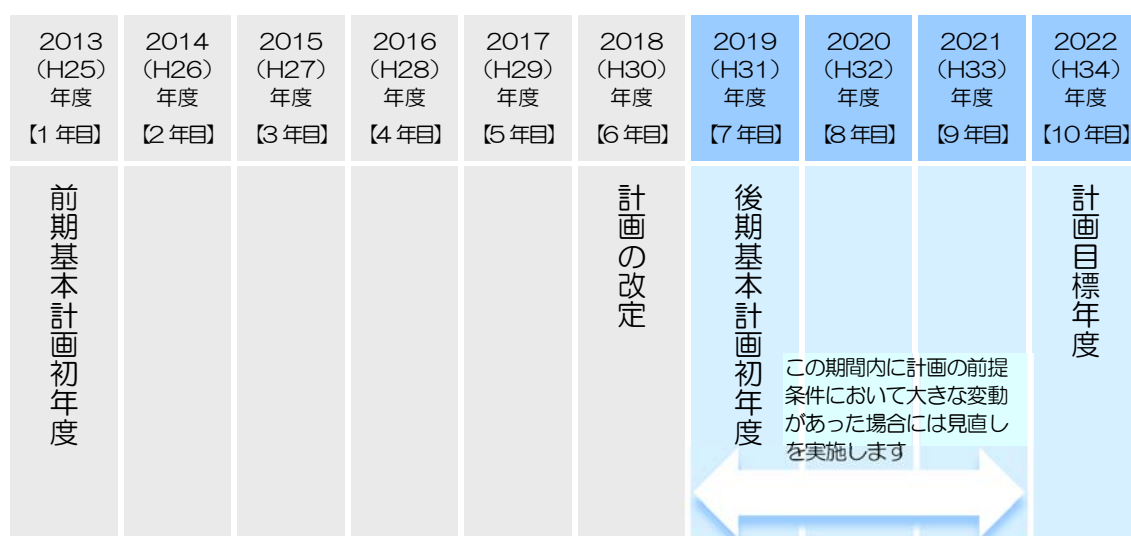 2013
（H25）
年度
【1年目】
2014
（H26）
年度
【2年目】
2015
（H27）
年度
【3年目】
2016
（H28）
年度
【4年目】
2017
（H29）
年度
【5年目】
2018
（H30）
年度
【6年目】
2019
（H31）
年度
【7年目】
2020
（H32）
年度
【8年目】
2021
（H33）
年度
【9年目】
2022
（H34）
年度
【10年目】
前期基本計画初年度
計画の改定
後期基本計画初年度
この期間内に計画の前提
条件において大きな変動
があった場合には見直し
を実施します
計画目標年度